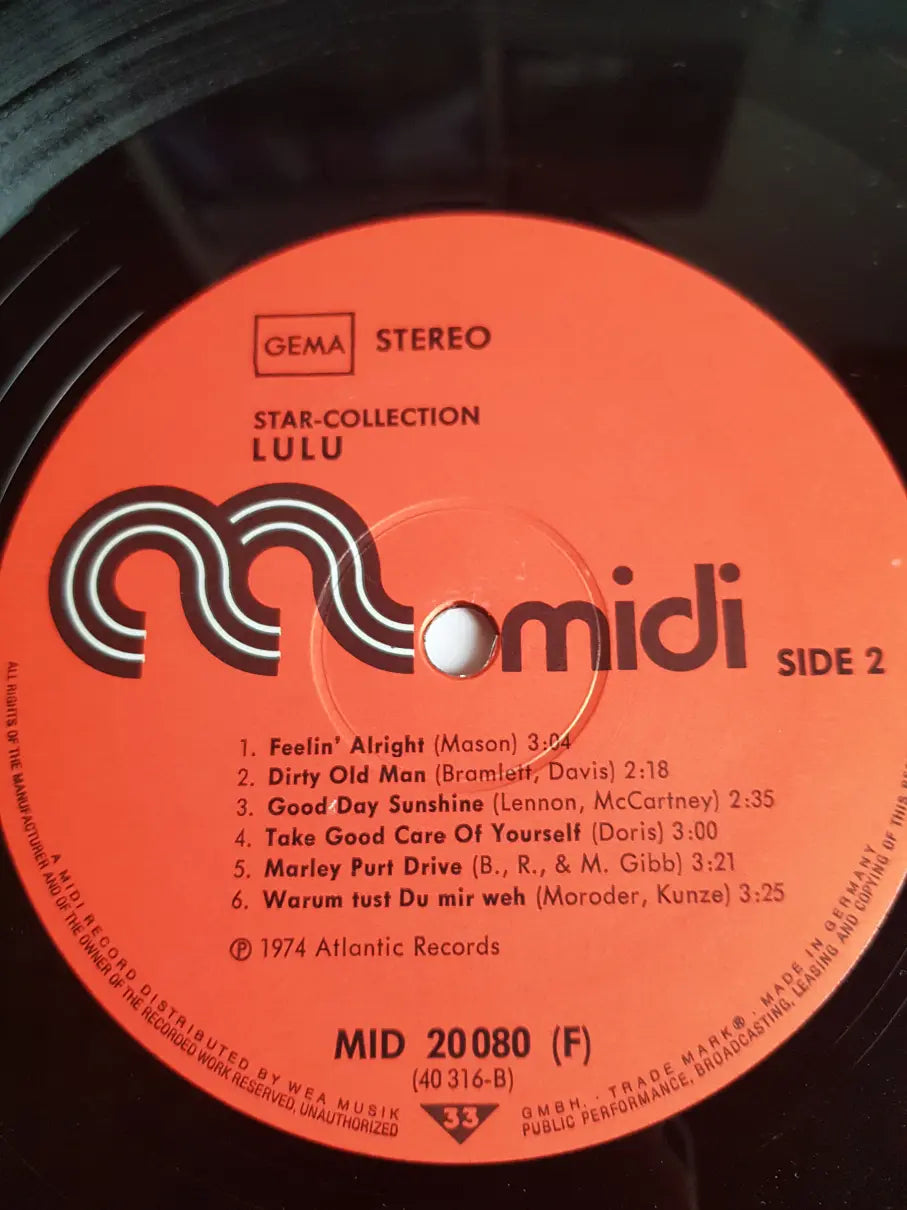 GEMA STEREO
STAR-COLLECTION
LULU
midi
SIDE 2
1. Feelin' Alright (Mason) 3:04
2. Dirty Old Man (Bramlett, Davis) 2:18
3. Good Day Sunshine (Lennon, McCartney) 2:35
4. Take Good Care Of Yourself (Doris) 3:00
5. Marley Purt Drive (B., R., & M. Gibb) 3:21
6. Warum tust Du mir weh (Moroder, Kunze) 3:25
℗ 1974 Atlantic Records
MID 20 080 (F)
(40 316-B)
33
A MIDI RECORD DISTRIBUTED BY WEA MUSIK GMBH. . TRADE MARK® . MADE IN GERMANY
ALL RIGHTS OF THE MANUFACTURER AND OF THE OWNER OF THE RECORDED WORK RESERVED, UNAUTHORIZED PUBLIC PERFORMANCE, BROADCASTING, LEASING AND COPYING OF THIS